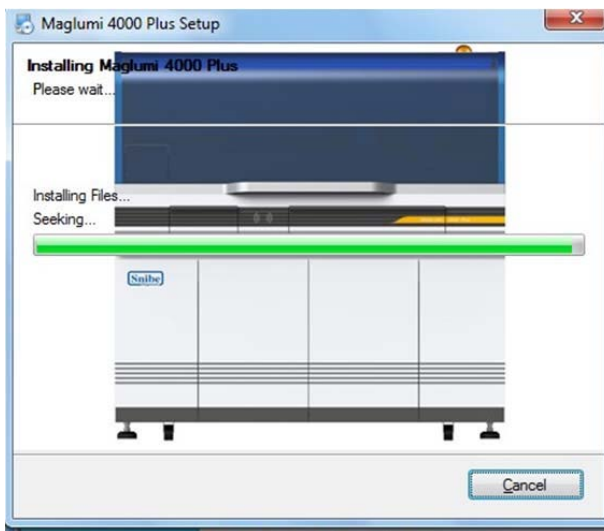 Maglumi 4000 Plus Setup
Installing Maglumi 4000 Plus
Please wait...
Installing Files...
Seeking...
Snibe
Cancel